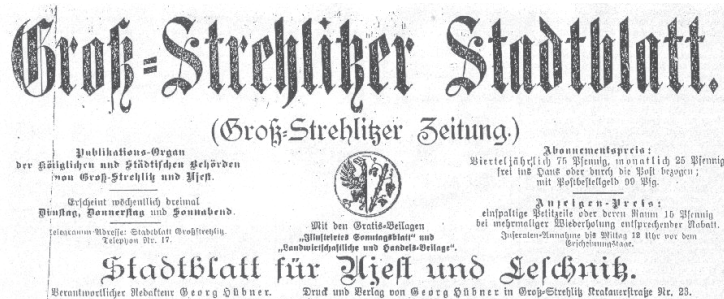 Groß-Strehlitzer Stadtblatt.
(Groß-Strehlitzer Zeitung.)
Publikations-Organ
der Königlichen und Städtischen Behörden
von Groß-Strehlitz und Ujest.
Erscheint wöchentlich dreimal
Dinstag, Donnerstag und Sonnabend.
Telegramm-Adresse: Stadtblatt Großstrehlitz.
Telephon Nr. 17.
Mit den Gratis-Beilagen
„Illustriertes Sonntagsblatt“ und
„Landwirtschaftliche und Handels-Beilage“.
Abonnementspreis:
Vierteljährlich 75 Pfennig, monatlich 25 Pfennig
frei ins Haus oder durch die Post bezogen;
mit Postbestellgeld 99 Pfg.
Anzeigen-Preis:
einspaltige Petitzeile oder deren Raum 15 Pfennig
bei mehrmaliger Wiederholung entsprechender Rabatt.
Inseraten-Annahme bis Mittag 12 Uhr vor dem
Erscheinungstage.
Stadtblatt für Ujest und Leschnitz.
Verantwortlicher Redakteur Georg Hübner. Druck und Verlag von Georg Hübner in Groß-Strehlitz Krakauerstraße Nr. 23.